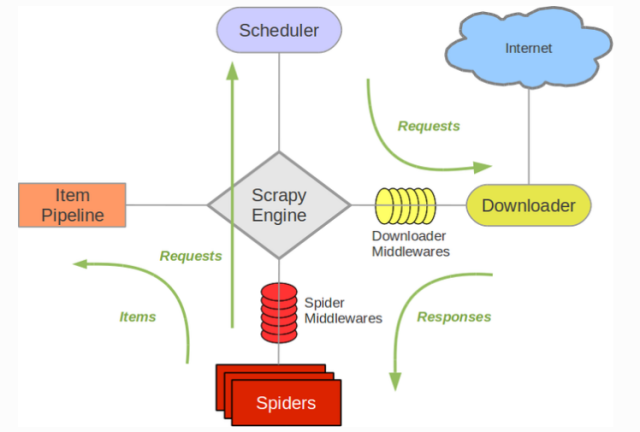 Scheduler
Internet
Requests
Item
Pipeline
Scrapy
Engine
Downloader
Downloader
Middlewares
Requests
Spider
Middlewares
Items
Responses
Spiders